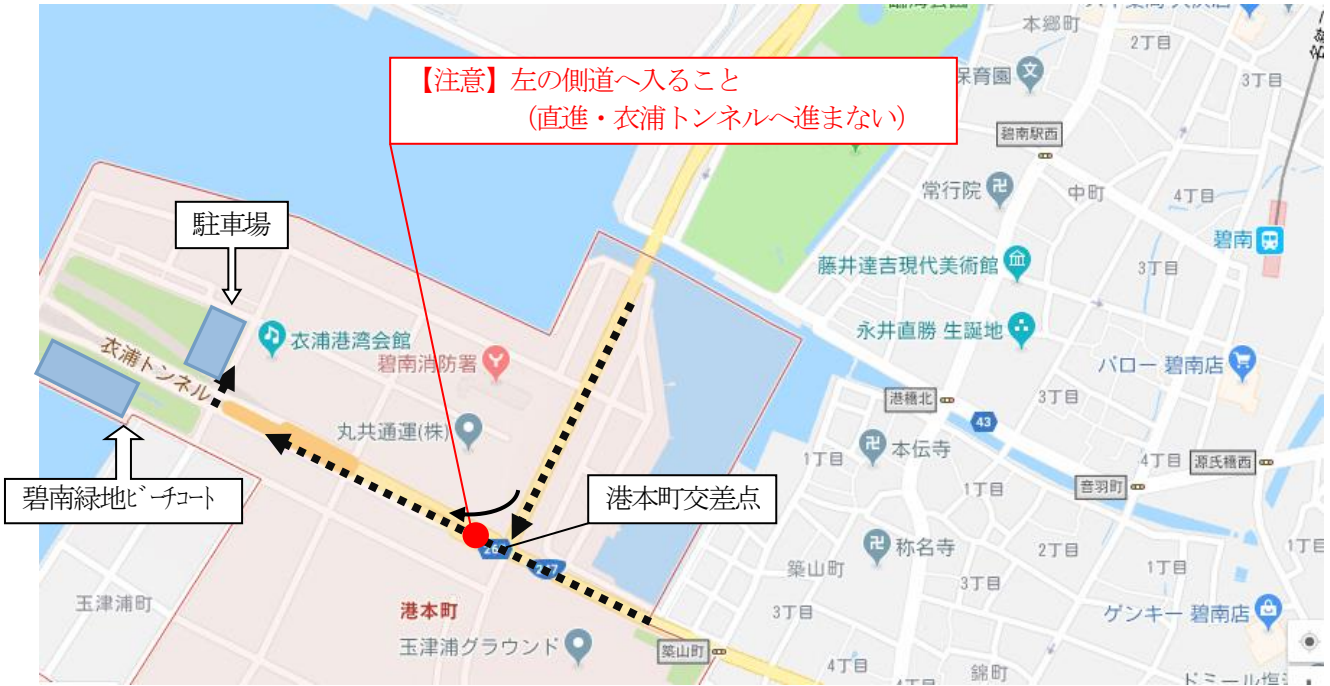 本郷町
2丁目
3丁目
保育園
【注意】左の側道へ入ること
(直進・衣浦トンネルへ進まない)
碧南駅西
常行院
中町
4丁目
碧南
駐車場
藤井達吉現代美術館
3丁目
永井直勝 生誕地
衣浦港湾会館
碧南消防署
衣浦トンネル
バロー 碧南店
港橋北
3丁目
43
丸共通運(株)
本伝寺
1丁目
4丁目
源氏橋西
音羽町
碧南緑地ビーチコート
港本町交差点
1丁目
称名寺
2丁目
1丁目
1丁目
築山町
247
3丁目
玉津浦町
港本町
3丁目
ゲンキー 碧南店
玉津浦グラウンド
築山町
4丁目
錦町